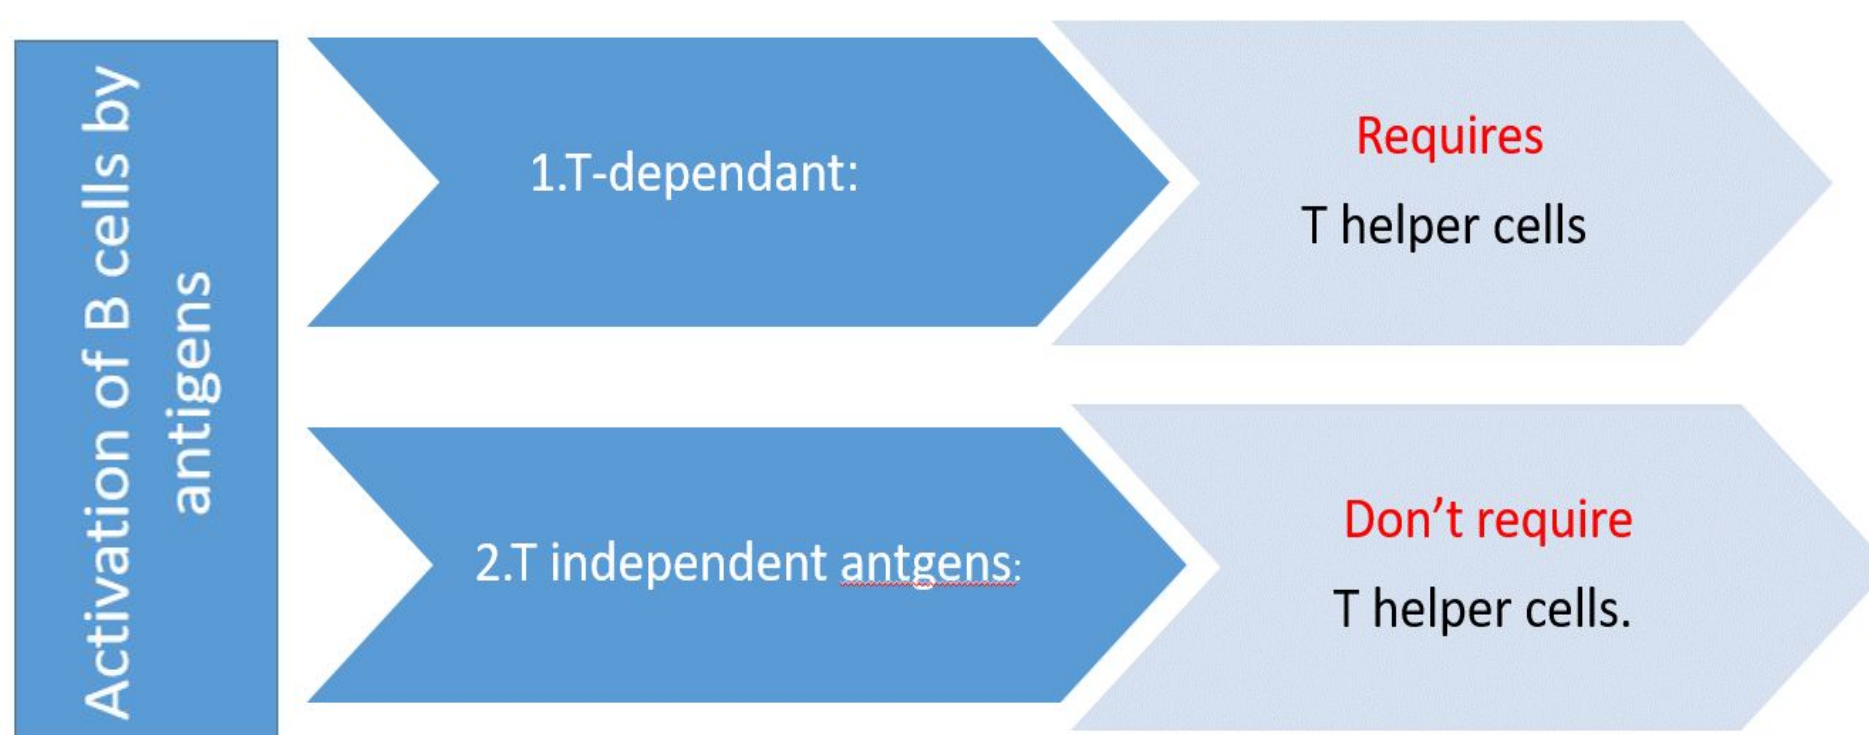 Activation of B cells by
antigens
1.T-dependant:
Requires
T helper cells
2.T independent antgens:
Don’t require
T helper cells.